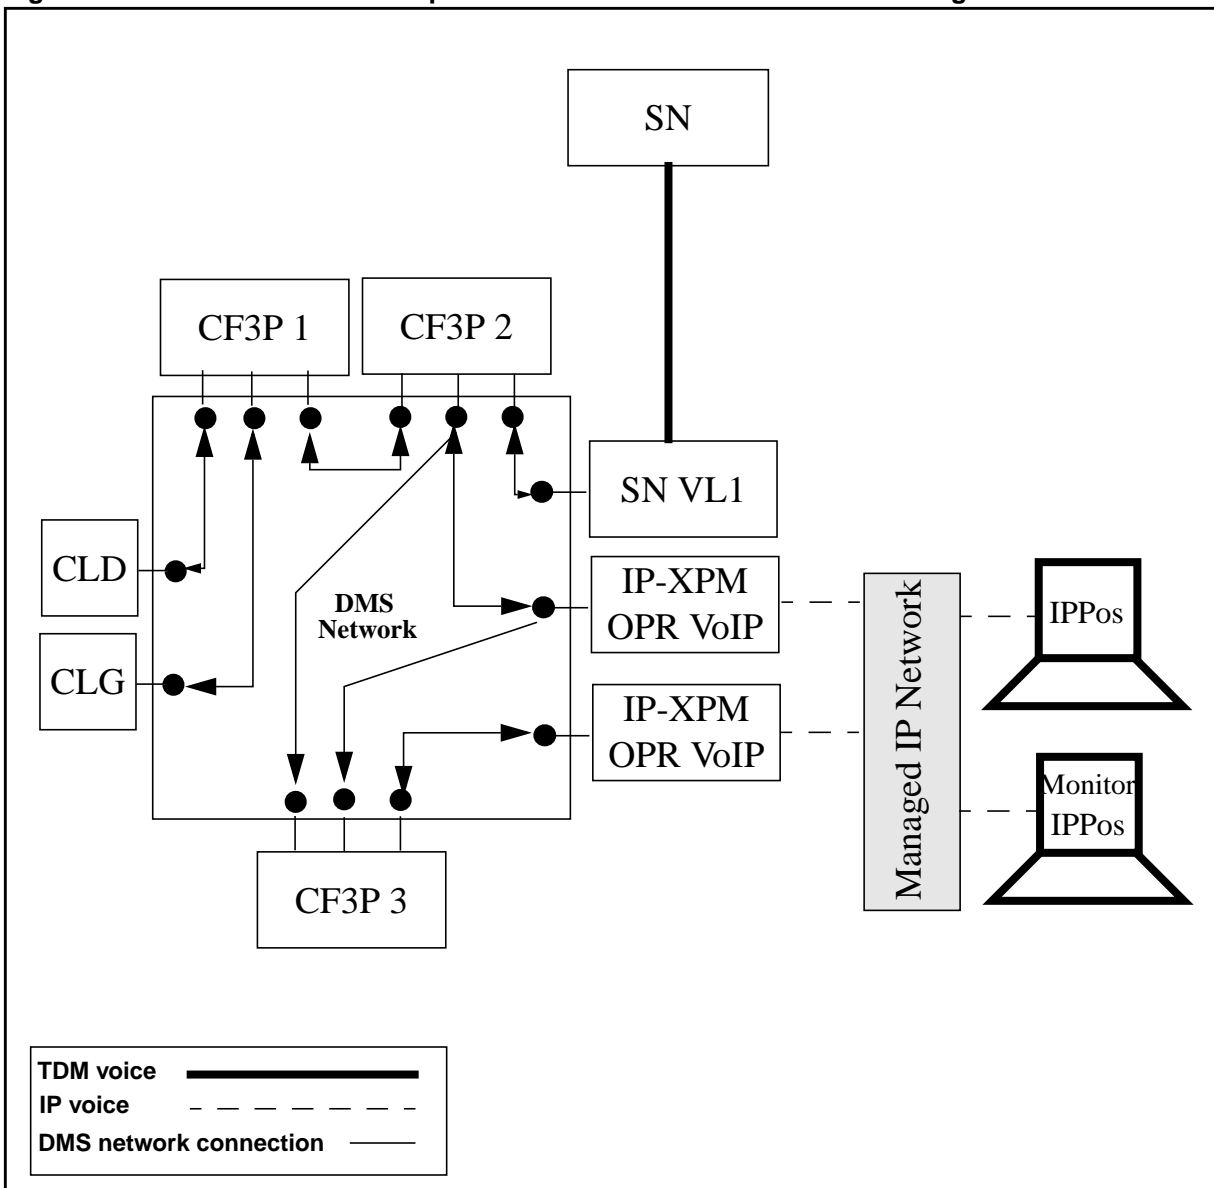 SN
CF3P 1
CF3P 2
SN VL1
CLD
IP-XPM
OPR VoIP
IPPos
DMS
Network
CLG
IP-XPM
OPR VoIP
Managed IP Network
Monitor
IPPos
CF3P 3
TDM voice
IP voice
DMS network connection